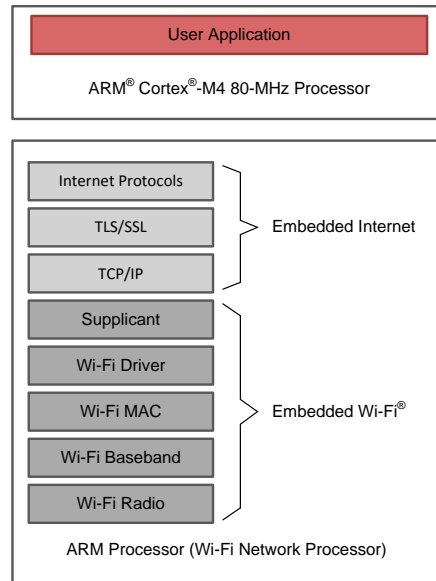 User Application
ARM® Cortex®-M4 80-MHz Processor
Internet Protocols
TLS/SSL
TCP/IP
Embedded Internet
Supplicant
Wi-Fi Driver
Wi-Fi MAC
Wi-Fi Baseband
Wi-Fi Radio
Embedded Wi-Fi®
ARM Processor (Wi-Fi Network Processor)